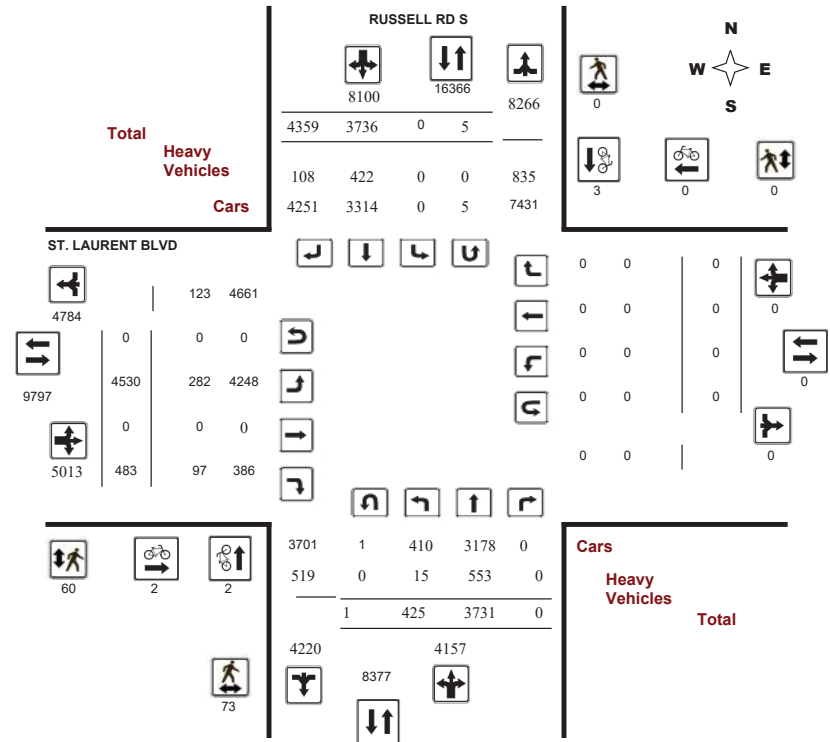 RUSSELL RD S
N
W E
S
8100 16366 8266
0
Total 4359 3736 0 5
Heavy
Vehicles
108 422 0 0 835
Cars 4251 3314 0 5 7431
3 0 0
ST. LAURENT BLVD
4784 123 4661
0 0 0
9797 4530 282 4248
0 0 0
5013 483 97 386
0 0 0
0 0 0 0
0 0 0 0
0 0 0
0 0 0
60 2 2
73
3701 1 410 3178 0 Cars
519 0 15 553 0 Heavy
Vehicles
1 425 3731 0 Total
4220 8377 4157